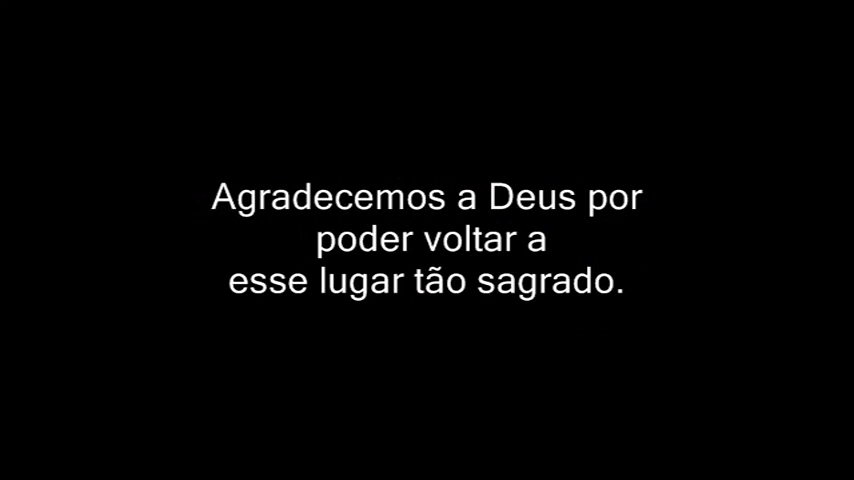 Agradecemos a Deus por
poder voltar a
esse lugar tão sagrado.